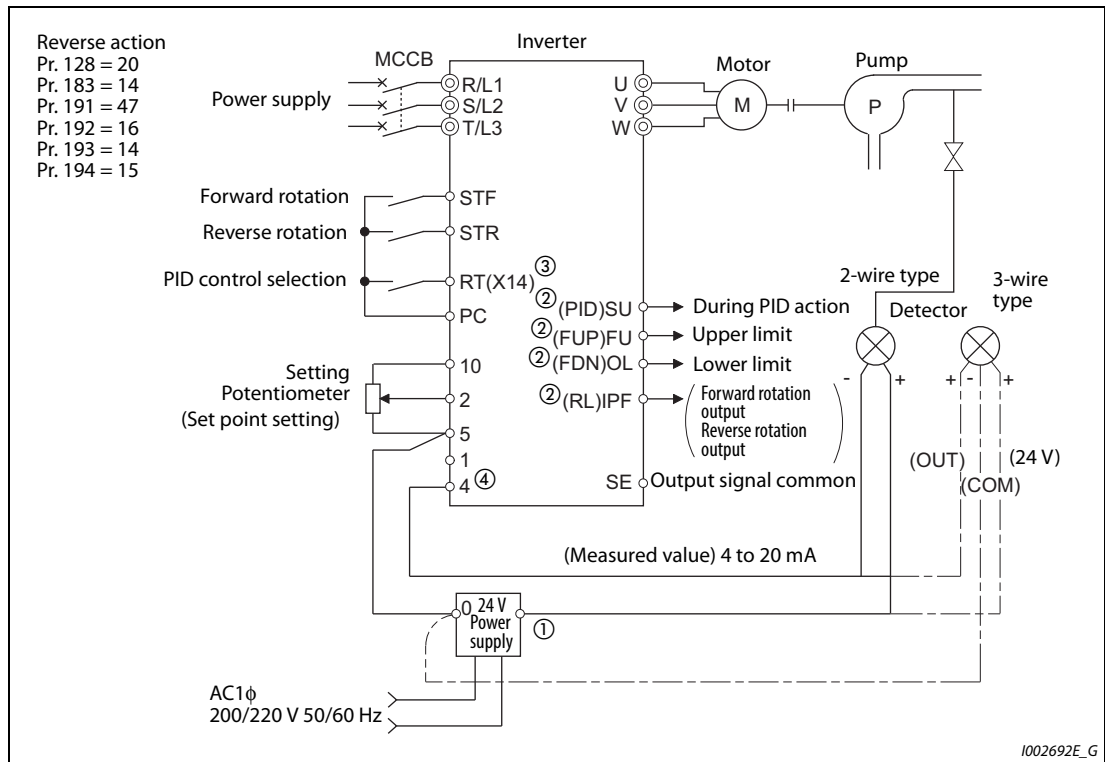 Reverse action
Pr. 128 = 20
Pr. 183 = 14
Pr. 191 = 47
Pr. 192 = 16
Pr. 193 = 14
Pr. 194 = 15
MCCB
Power supply
Inverter
R/L1
S/L2
T/L3
U
V
W
Motor
M
Pump
P
Forward rotation
STF
Reverse rotation
STR
PID control selection
RT(X14) ③
PC
② (PID)SU
During PID action
② (FUP)FU
Upper limit
② (FDN)OL
Lower limit
② (RL)IPF
Forward rotation
output
Reverse rotation
output
SE
Output signal common
Setting
Potentiometer
(Set point setting)
10
2
5
1
4 ④
2-wire type
3-wire
type
Detector
- +
+ - +
(OUT)
(24 V)
(COM)
(Measured value) 4 to 20 mA
0 24 V
Power
supply
①
AC1ϕ
200/220 V 50/60 Hz
I002692E_G